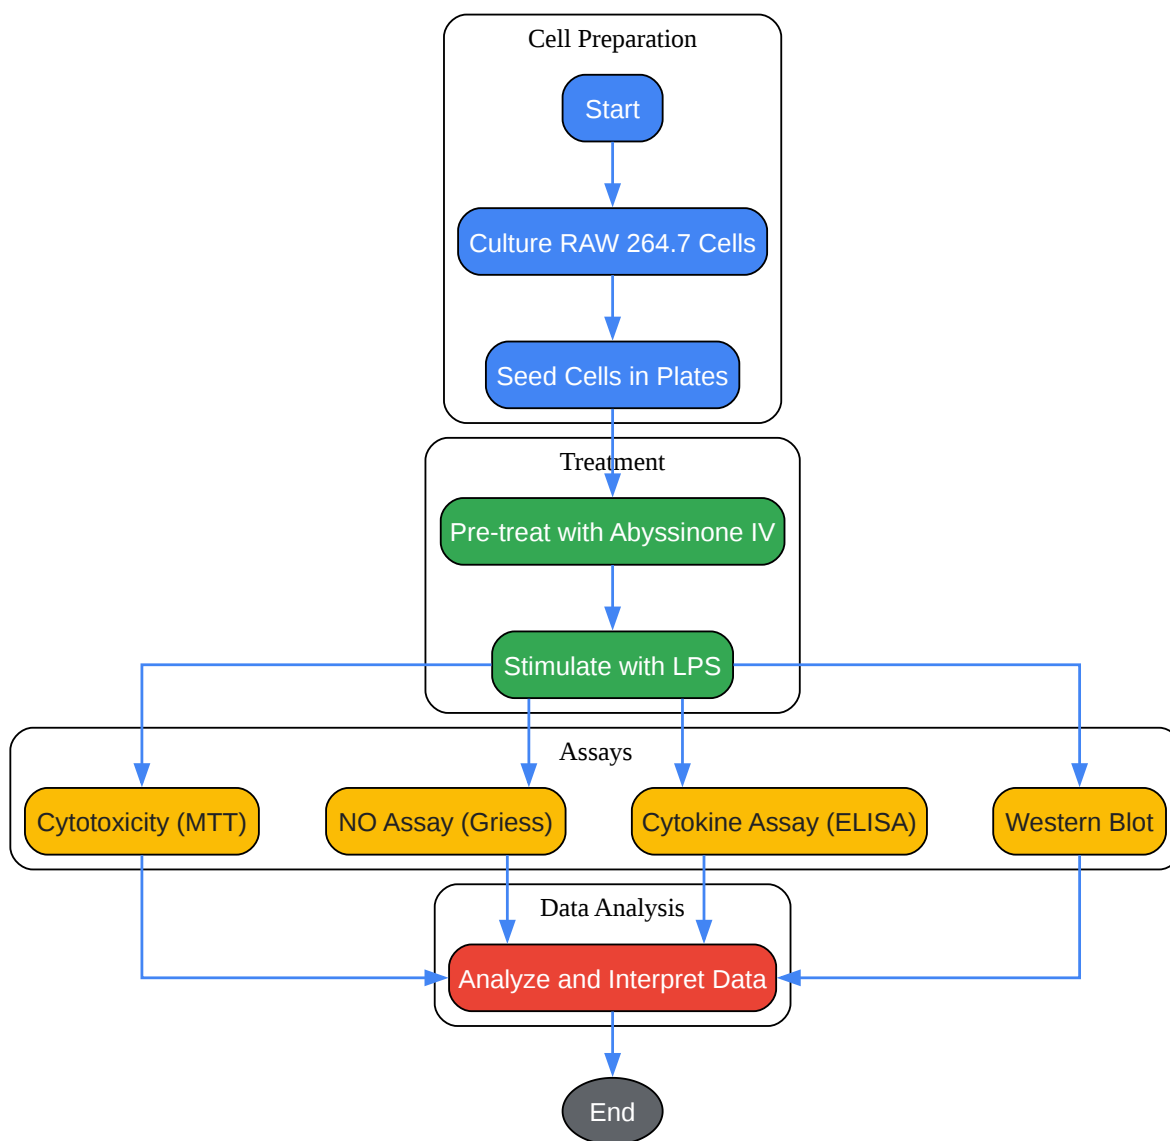 Cell Preparation
Start
Culture RAW 264.7 Cells
Seed Cells in Plates
Treatment
Pre-treat with Abyssinone IV
Stimulate with LPS
Assays
Cytotoxicity (MTT)
NO Assay (Griess)
Cytokine Assay (ELISA)
Western Blot
Data Analysis
Analyze and Interpret Data
End